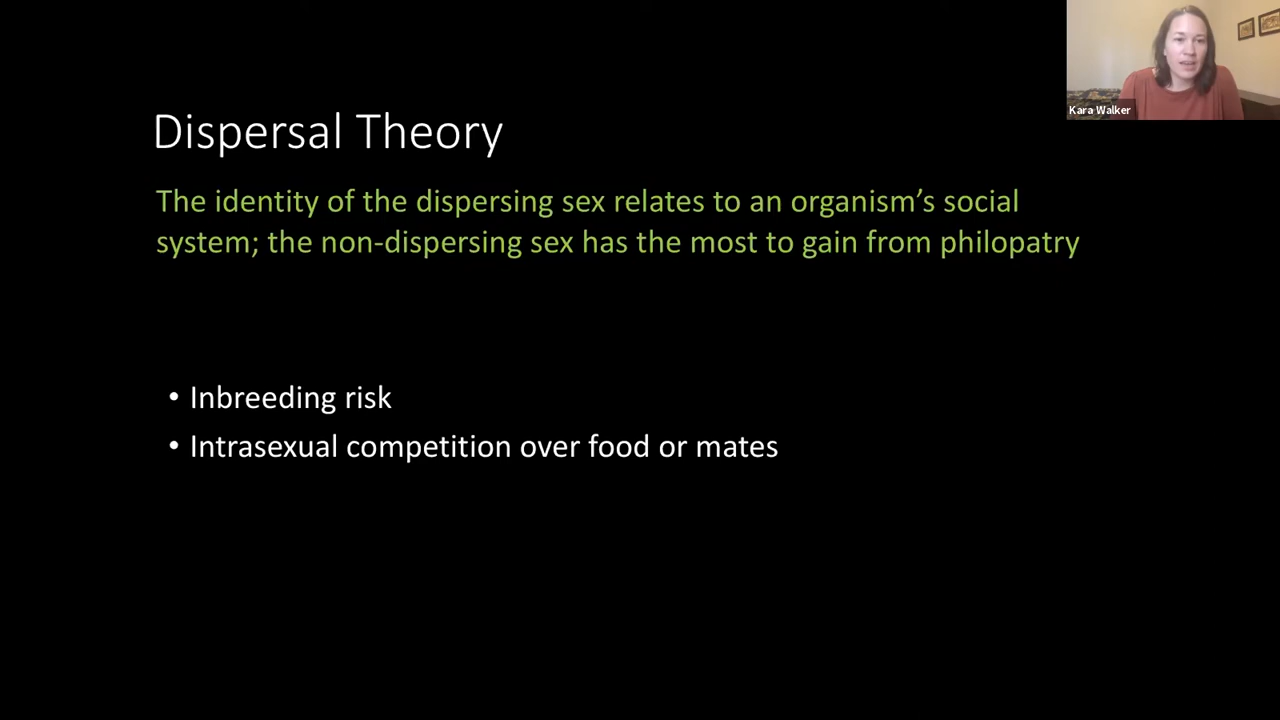 Kara Walker
Dispersal Theory
The identity of the dispersing sex relates to an organism’s social
system; the non-dispersing sex has the most to gain from philopatry
• Inbreeding risk
• Intrasexual competition over food or mates